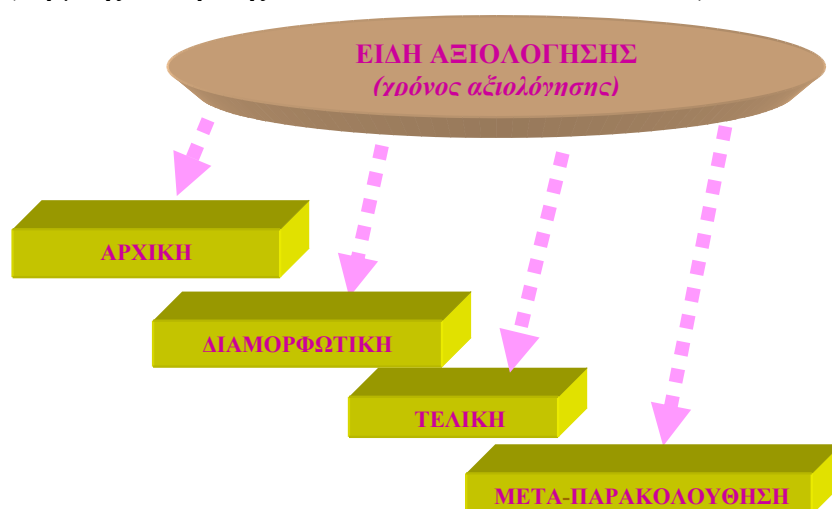 ΕΙΔΗ ΑΞΙΟΛΟΓΗΣΗΣ
(χρόνος αξιολόγησης)
ΑΡΧΙΚΗ
ΔΙΑΜΟΡΦΩΤΙΚΗ
ΤΕΛΙΚΗ
ΜΕΤΑ-ΠΑΡΑΚΟΛΟΥΘΗΣΗ